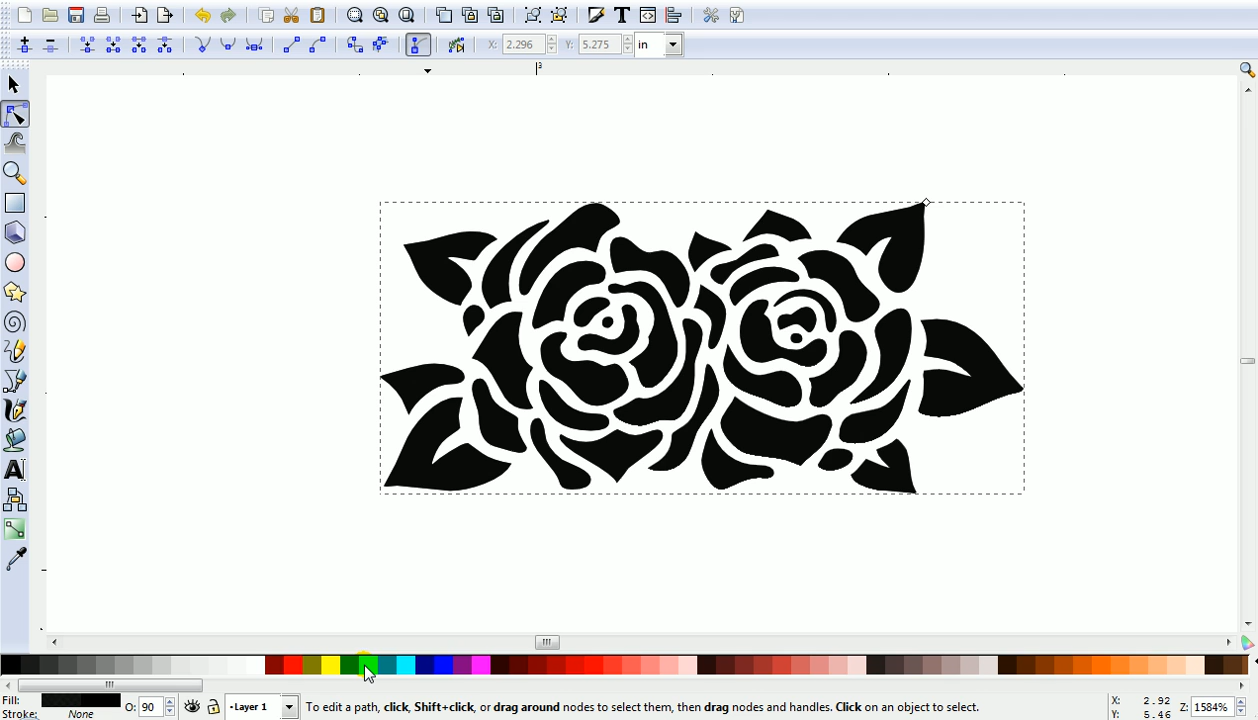 X: 2.296 Y: 5.275 in
3
Fill:
Stroke: None
O: 90
•Layer 1
To edit a path, click, Shift+click, or drag around nodes to select them, then drag nodes and handles. Click on an object to select.
X: 2.92
Y: 5.46
Z: 1584%